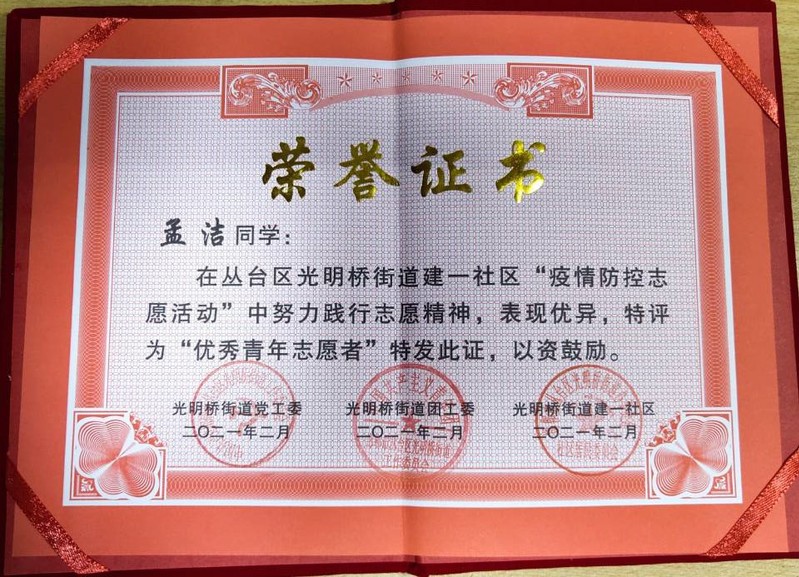 荣誉证书
孟洁同学：
在丛台区光明桥街道建一社区“疫情防控志
愿活动”中努力践行志愿精神，表现优异，特评
为“优秀青年志愿者”特发此证，以资鼓励。
光明桥街道党工委 光明桥街道团工委 光明桥街道建一社区
二〇二一年二月 二〇二一年二月 二〇二一年二月